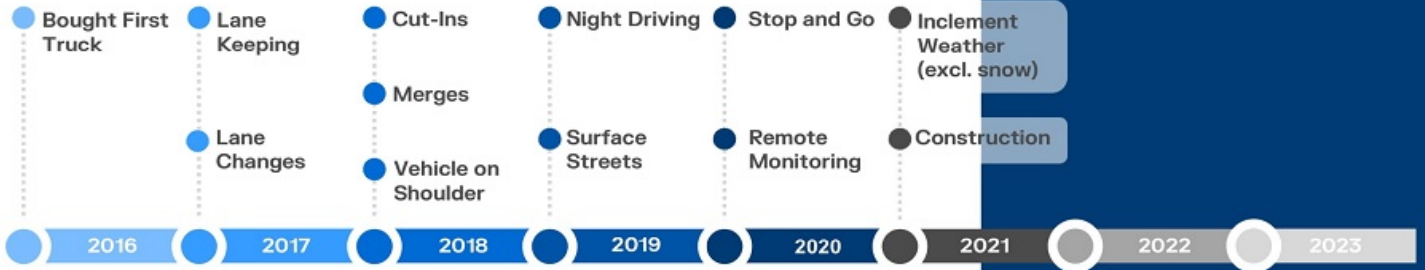 Bought First
Truck
Lane
Keeping
Lane
Changes
Cut-Ins
Merges
Vehicle on
Shoulder
Night Driving
Surface
Streets
Stop and Go
Remote
Monitoring
Inclement
Weather
(excl. snow)
Construction
2016
2017
2018
2019
2020
2021
2022
2023